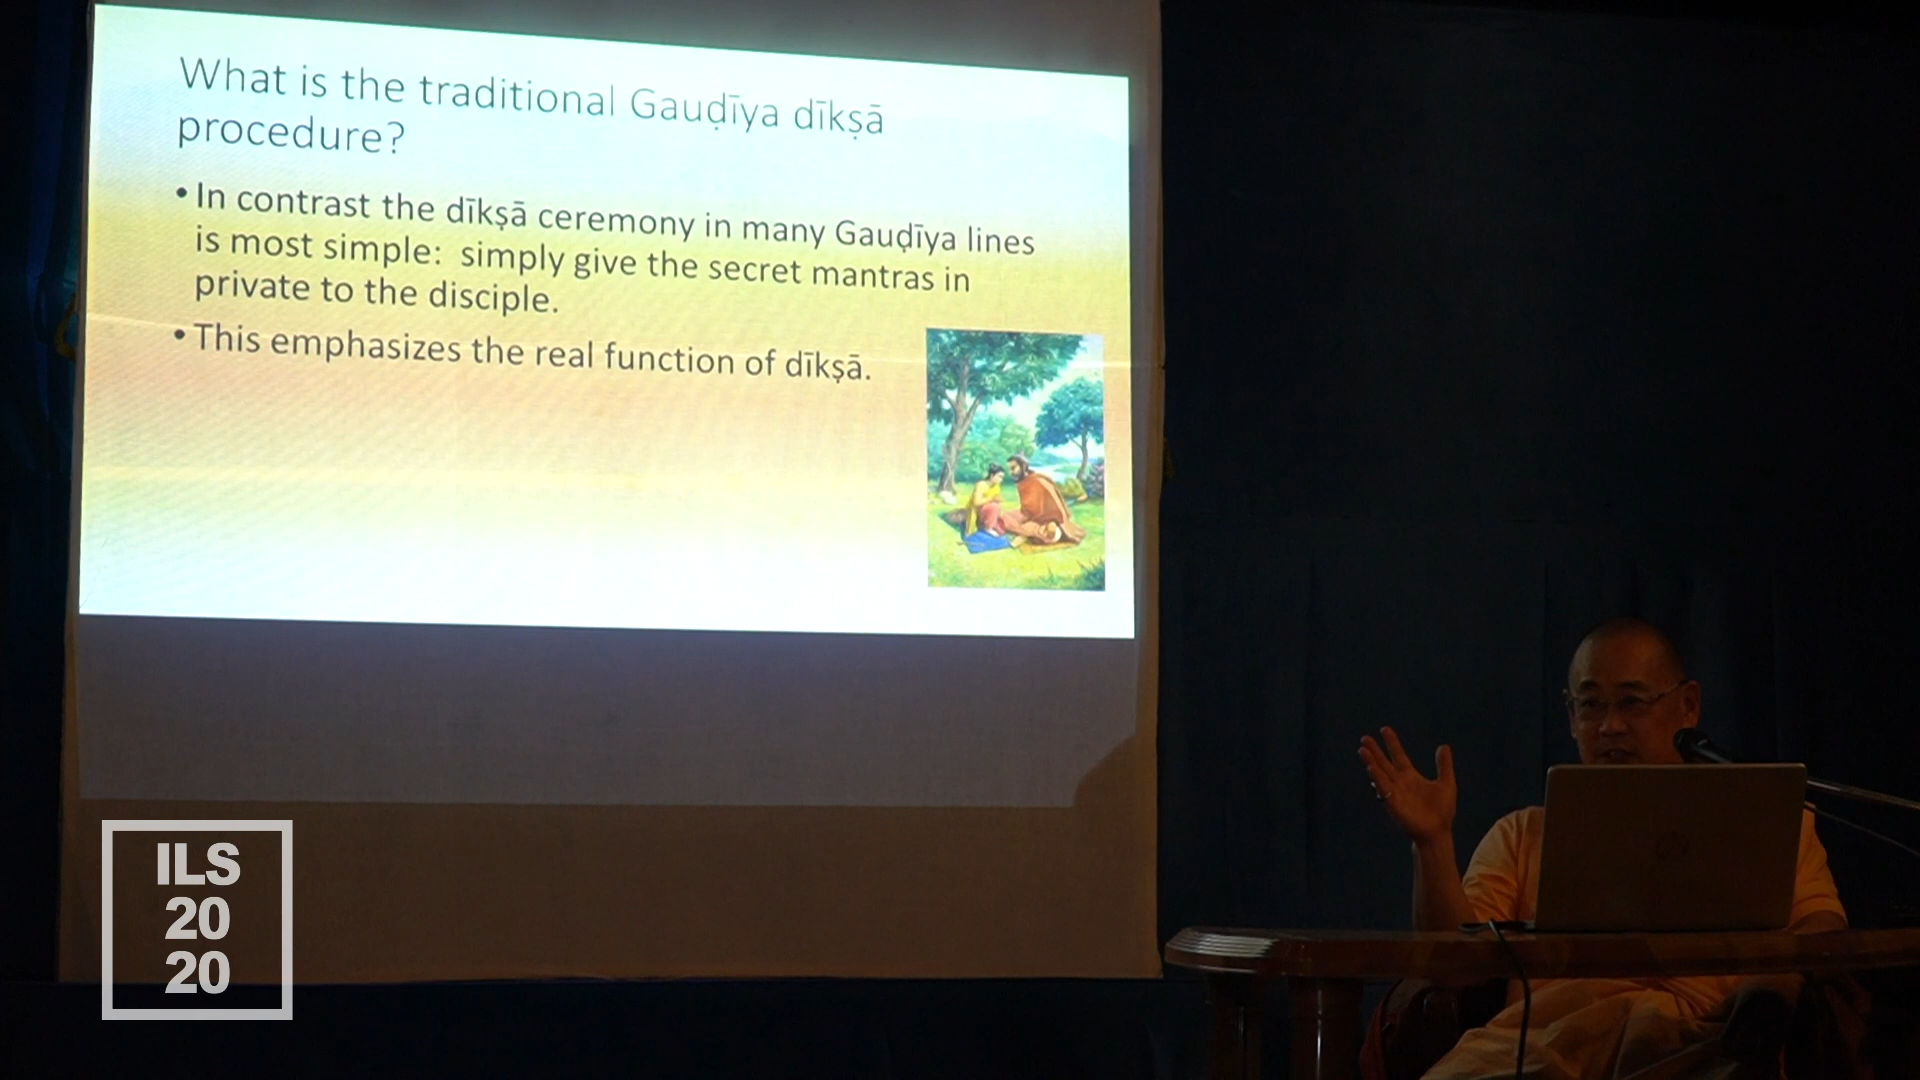 What is the traditional Gauḍīya dīkṣā
procedure?
• In contrast the dīkṣā ceremony in many Gauḍīya lines
is most simple:  simply give the secret mantras in
private to the disciple.
• This emphasizes the real function of dīkṣā.
ILS
20
20